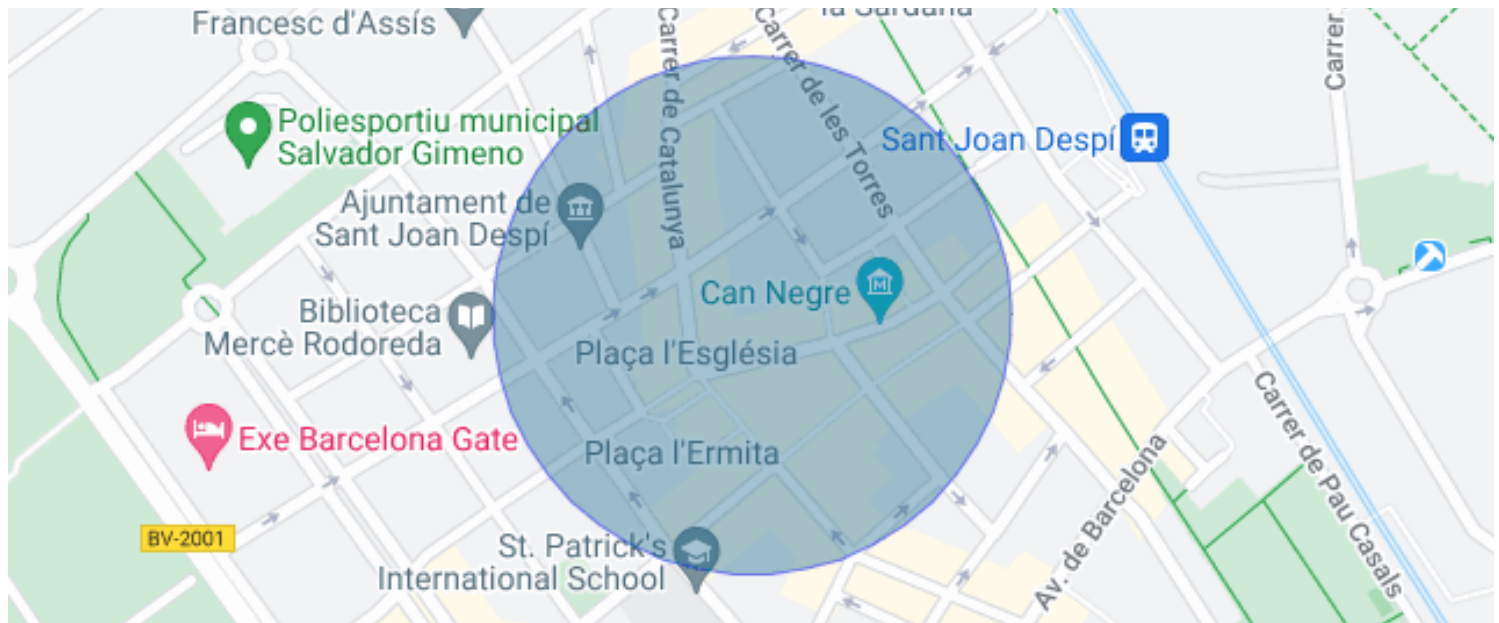 la Sardana
Francesc d'Assís
Carrer de Catalunya
Carrer de les Torres
Carrer
Poliesportiu municipal
Salvador Gimeno
Sant Joan Despí
Ajuntament de
Sant Joan Despí
Can Negre
Biblioteca
Mercè Rodoreda
Plaça l'Església
Exe Barcelona Gate
Plaça l'Ermita
Carrer de Pau Casals
Av. de Barcelona
BV-2001
St. Patrick's
International School